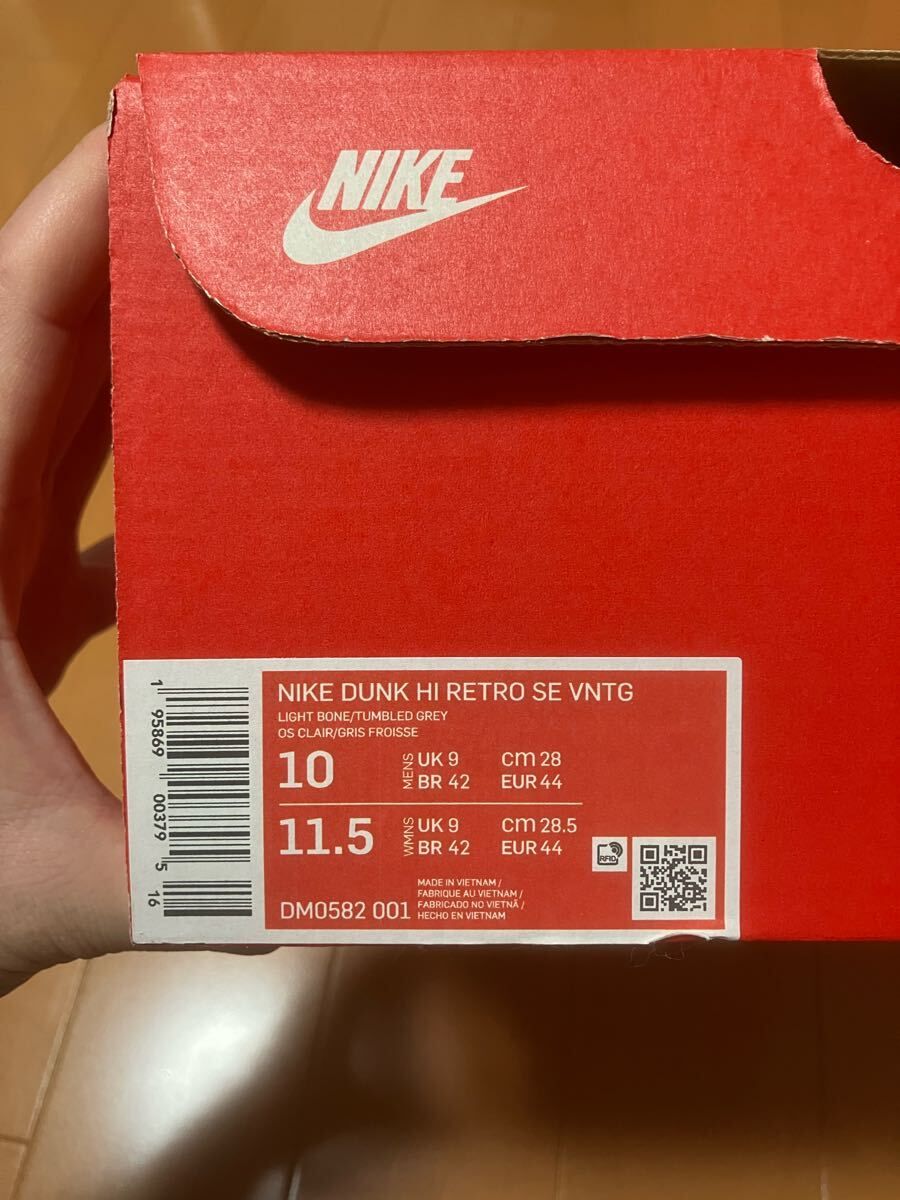 NIKE
NIKE DUNK HI RETRO SE VNTG
LIGHT BONE/TUMBLED GREY
OS CLAIR/GRIS FROISSE
10 MENS UK 9 CM 28
BR 42 EUR 44
11.5 WMNS UK 9 CM 28.5
BR 42 EUR 44
RFID
DM0582 001
MADE IN VIETNAM /
FABRIQUE AU VIETNAM /
FABRICADO NO VIETNÃ /
HECHO EN VIETNAM
1 95869 00379 5 16